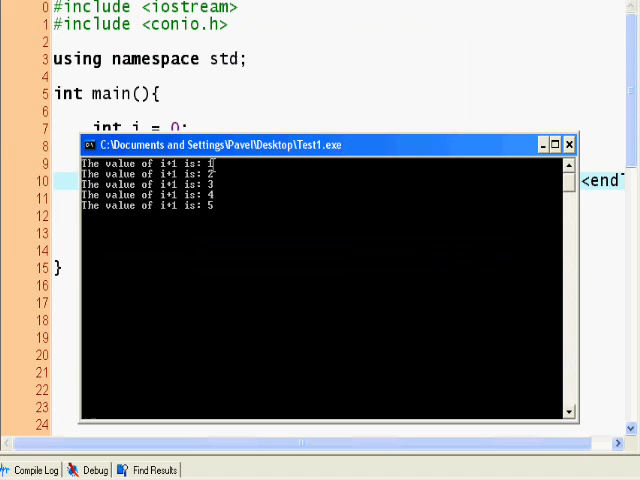 0 #include <iostream>
1 #include <conio.h>
2
3 using namespace std;
4
5 int main(){
6
7 int i = 0;
8
C:\Documents and Settings\Pavel\Desktop\Test1.exe
9 The value of i+1 is: 1
The value of i+1 is: 2
10 The value of i+1 is: 3 <endl
The value of i+1 is: 4
11 The value of i+1 is: 5
12
13
14
15 }
16
17
18
19
20
21
22
23
24
Compile Log Debug Find Results